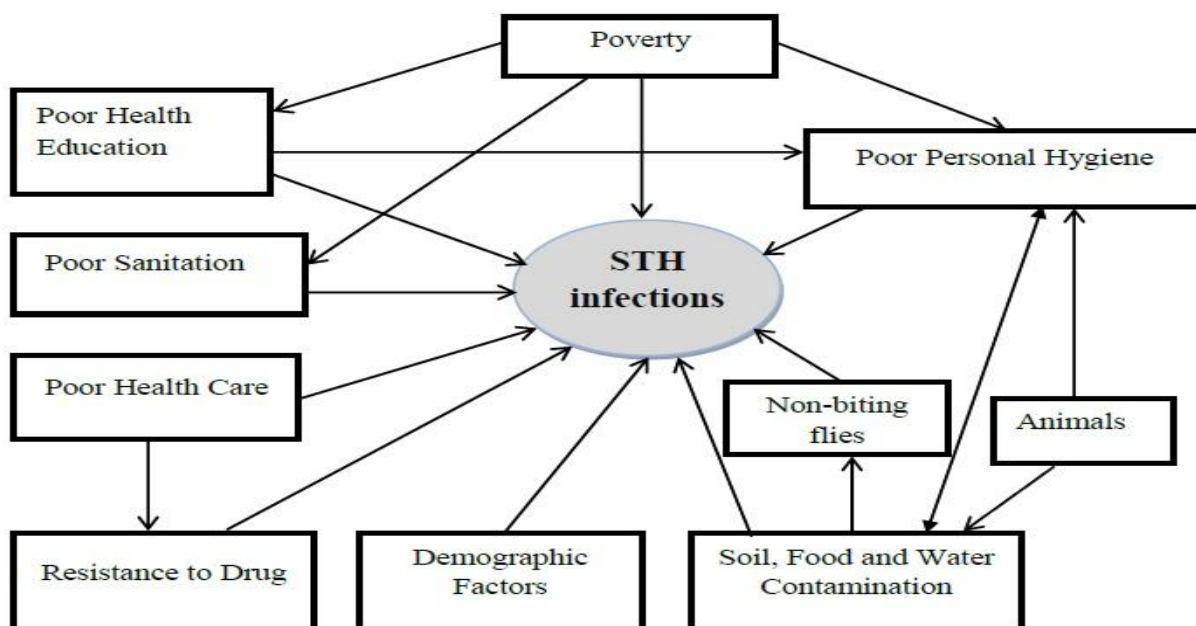 Poverty
Poor Health
Education
Poor Personal Hygiene
Poor Sanitation
STH
infections
Poor Health Care
Non-biting
flies
Animals
Resistance to Drug
Demographic
Factors
Soil, Food and Water
Contamination